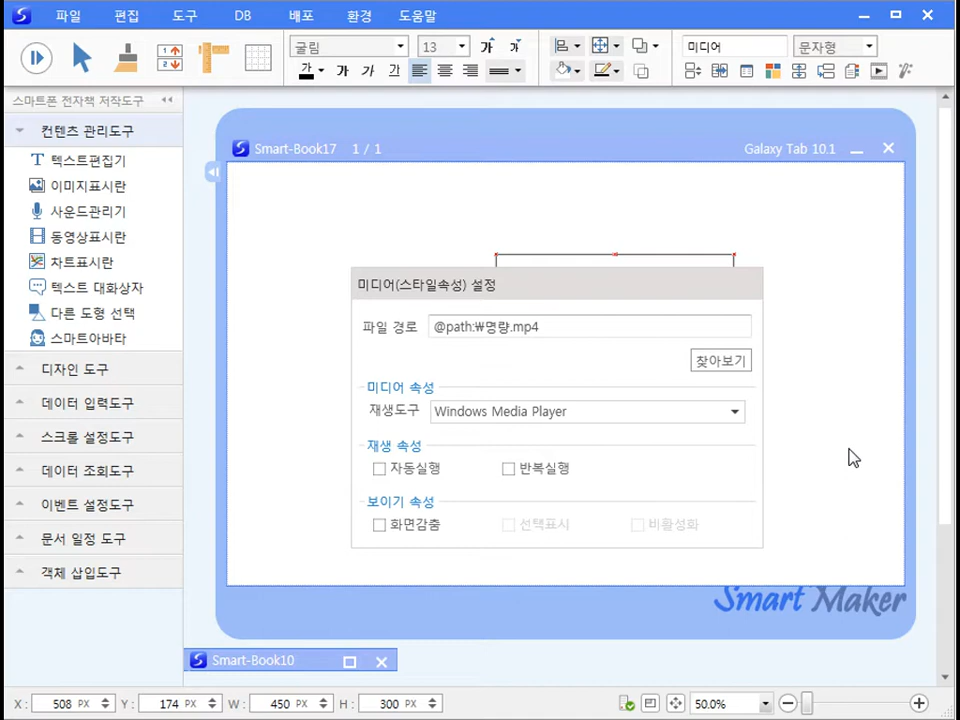 파일 편집 도구 DB 배포 환경 도움말
굴림 13 가 가 미디어 문자형
가 가 가 가
스마트폰 전자책 저작도구
컨텐츠 관리도구
텍스트편집기
이미지표시란
사운드관리기
동영상표시란
차트표시란
텍스트 대화상자
다른 도형 선택
스마트아바타
디자인 도구
데이터 입력도구
스크롤 설정도구
데이터 조회도구
이벤트 설정도구
문서 일정 도구
객체 삽입도구
Smart-Book17 1 / 1 Galaxy Tab 10.1
미디어(스타일속성) 설정
파일 경로 @path:₩명량.mp4
찾아보기
미디어 속성
재생도구 Windows Media Player
재생 속성
자동실행 반복실행
보이기 속성
화면감춤 선택표시 비활성화
Smart Maker
Smart-Book10
X : 508 PX Y : 174 PX W : 450 PX H : 300 PX 50.0%